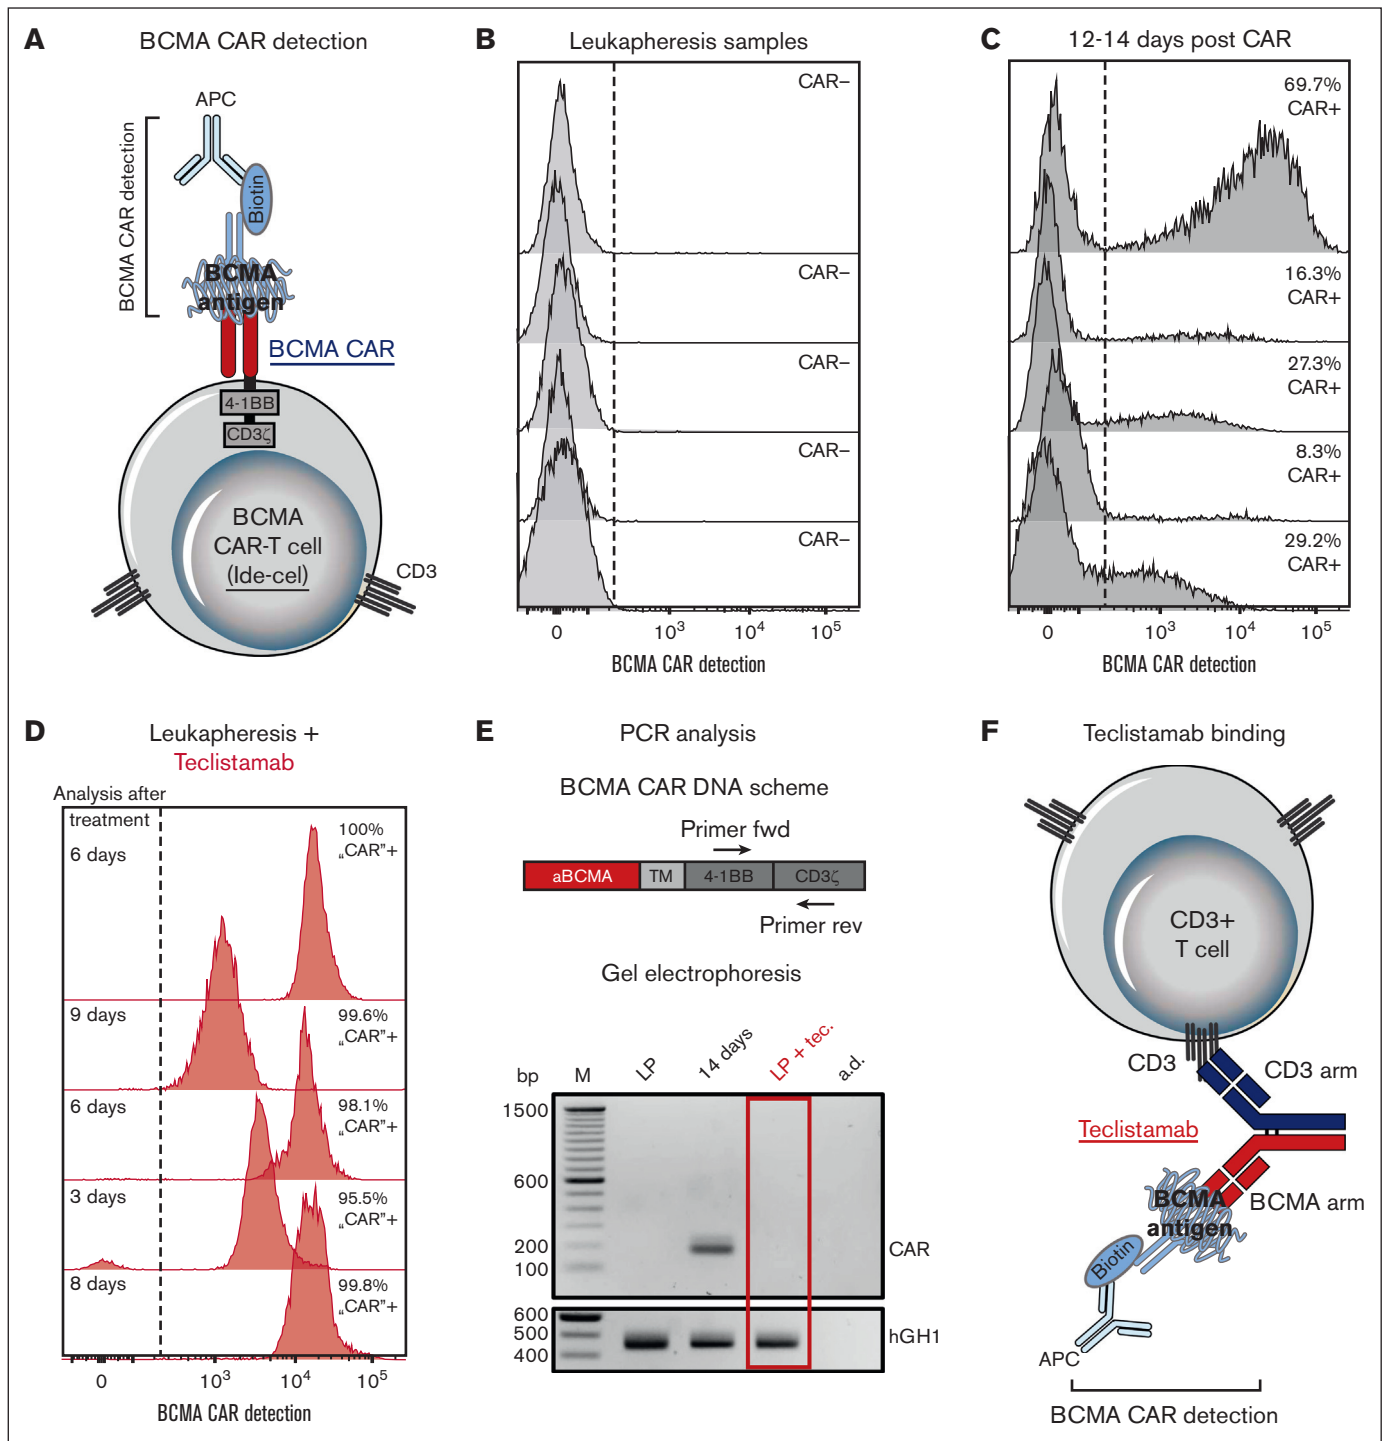 A
BCMA CAR detection
APC
BCMA CAR detection
Biotin
BCMA
antigen
BCMA CAR
4-1BB
CD3ζ
BCMA
CAR-T cell
(Ide-cel)
CD3
B
Leukapheresis samples
CAR–
CAR–
CAR–
CAR–
CAR–
0 10³ 10⁴ 10⁵
BCMA CAR detection
C
12-14 days post CAR
69.7%
CAR+
16.3%
CAR+
27.3%
CAR+
8.3%
CAR+
29.2%
CAR+
0 10³ 10⁴ 10⁵
BCMA CAR detection
D
Leukapheresis +
Teclistamab
Analysis after
treatment
6 days
100%
„CAR”+
9 days
99.6%
„CAR”+
6 days
98.1%
„CAR”+
3 days
95.5%
„CAR”+
8 days
99.8%
„CAR”+
0 10³ 10⁴ 10⁵
BCMA CAR detection
E
PCR analysis
BCMA CAR DNA scheme
Primer fwd
aBCMA TM 4-1BB CD3ζ
Primer rev
Gel electrophoresis
bp M LP 14 days LP + tec. a.d.
1500
600
200
100
CAR
600
500
400
hGH1
F
Teclistamab binding
CD3+
T cell
CD3
CD3 arm
Teclistamab
BCMA
antigen
BCMA arm
Biotin
APC
BCMA CAR detection